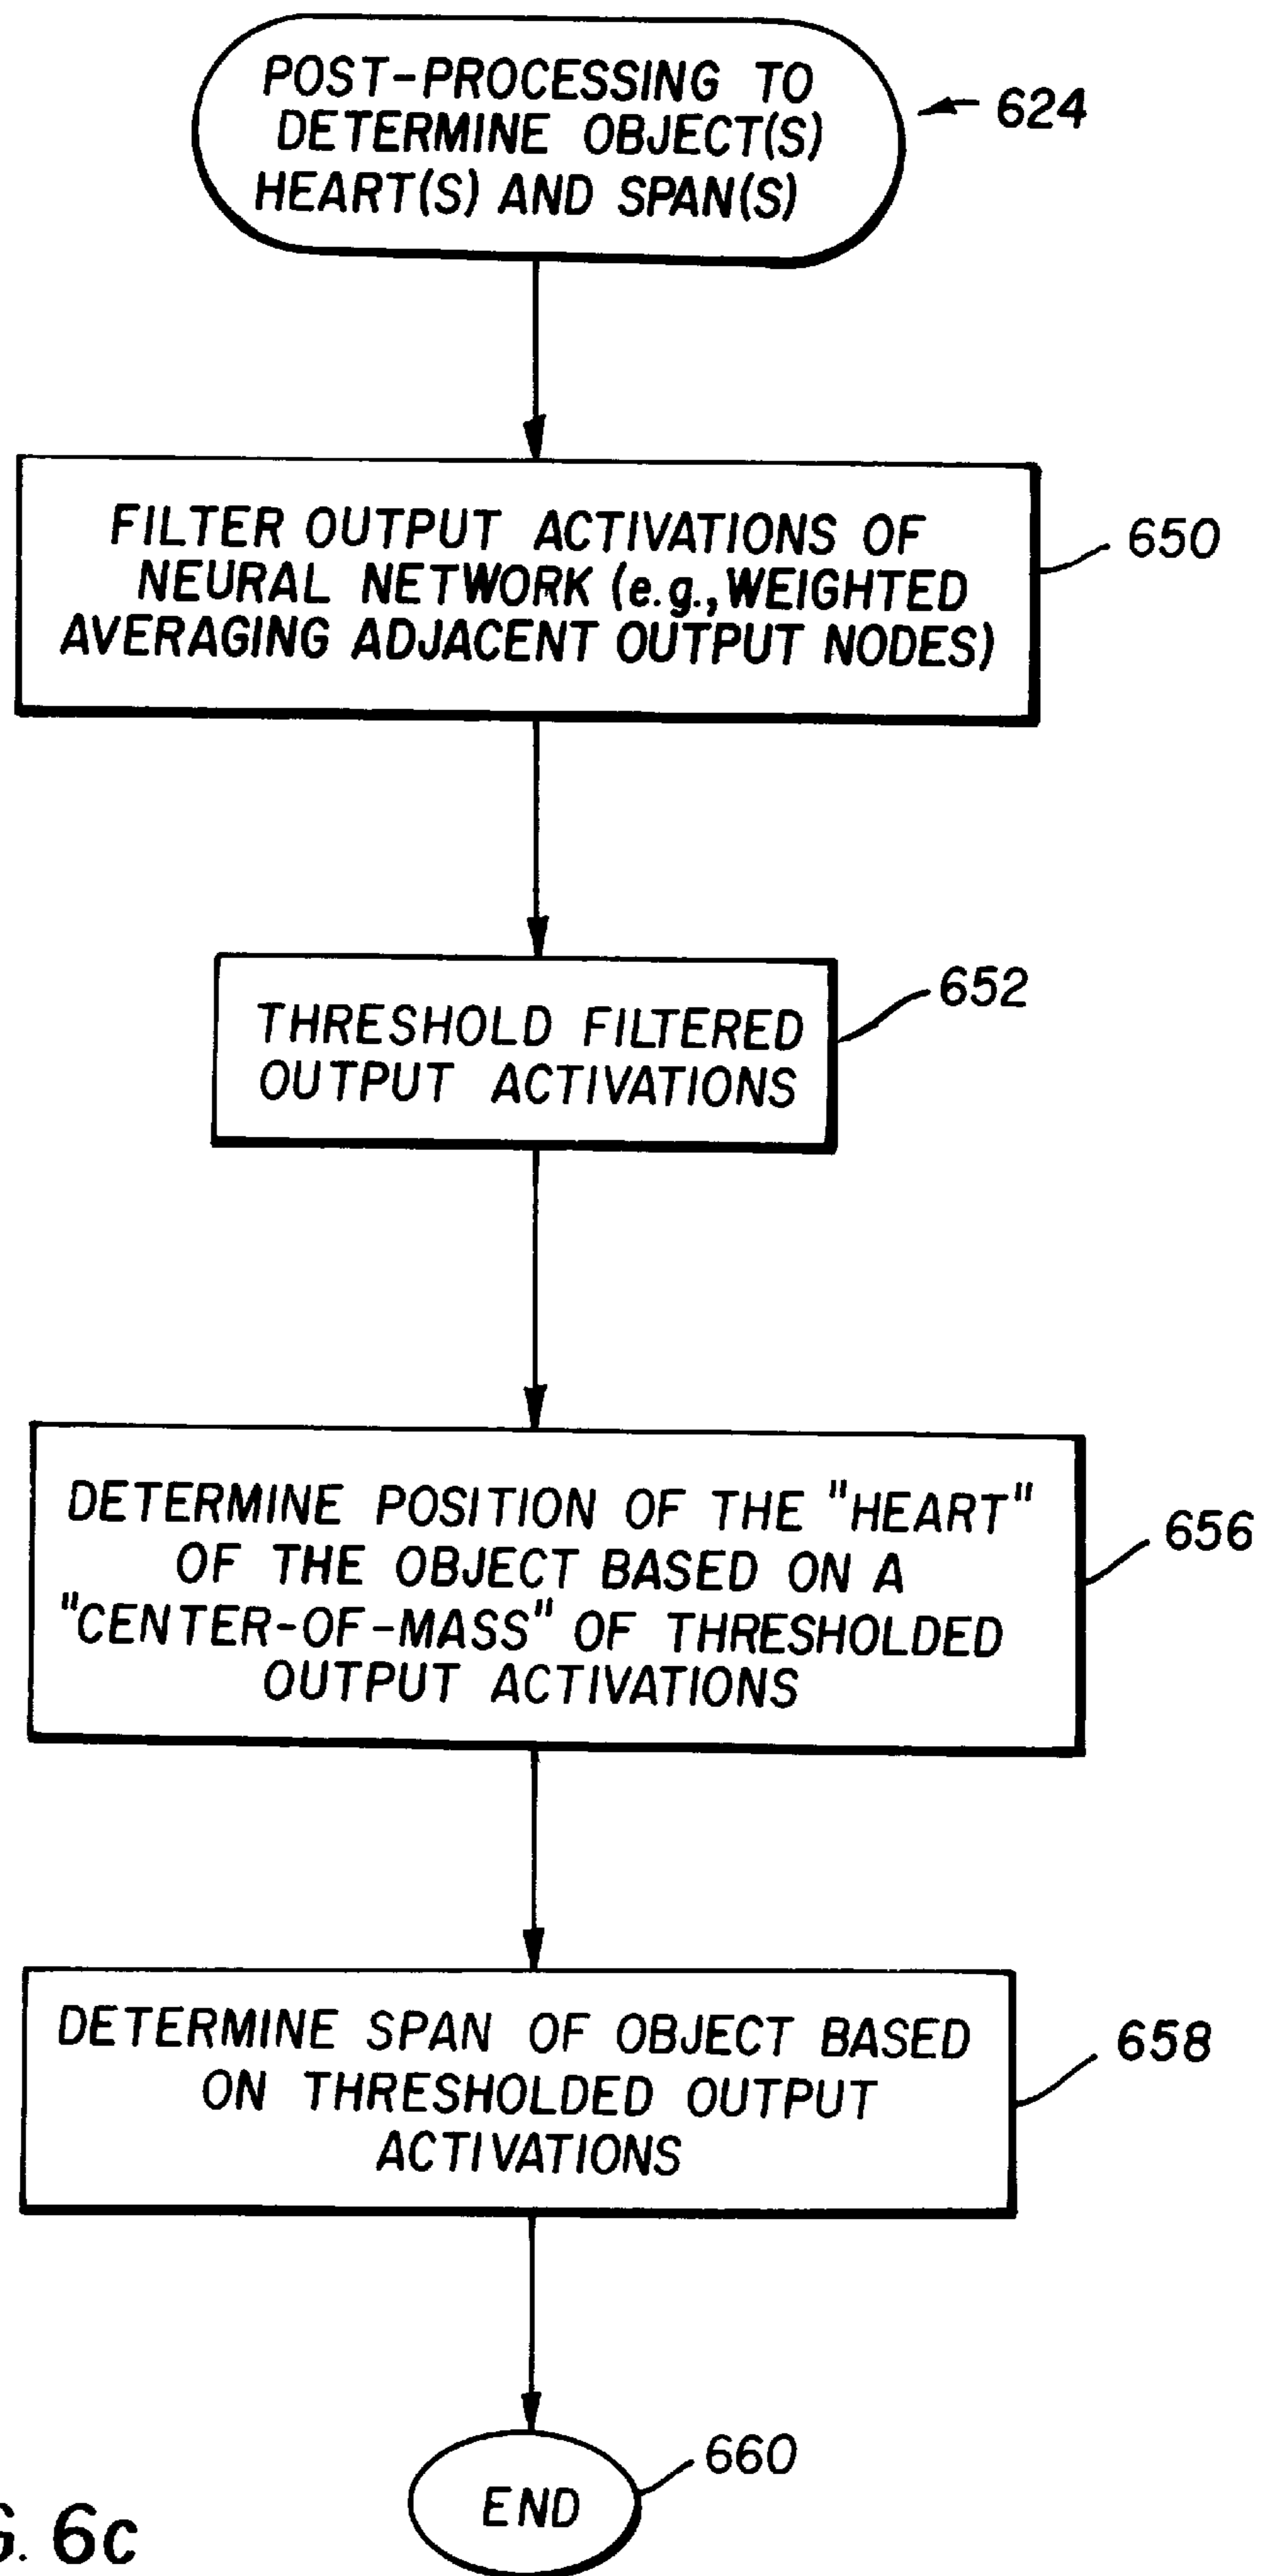 POST-PROCESSING TO
DETERMINE OBJECT(S)
HEART(S) AND SPAN(S)
624
FILTER OUTPUT ACTIVATIONS OF
NEURAL NETWORK (e.g., WEIGHTED
AVERAGING ADJACENT OUTPUT NODES)
650
THRESHOLD FILTERED
OUTPUT ACTIVATIONS
652
DETERMINE POSITION OF THE "HEART"
OF THE OBJECT BASED ON A
"CENTER-OF-MASS" OF THRESHOLDED
OUTPUT ACTIVATIONS
656
DETERMINE SPAN OF OBJECT BASED
ON THRESHOLDED OUTPUT
ACTIVATIONS
658
END
660
G. 6c